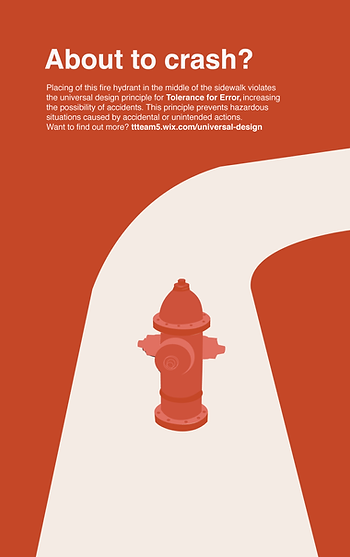 About to crash?
Placing of this fire hydrant in the middle of the sidewalk violates
the universal design principle for Tolerance for Error, increasing
the possibility of accidents. This principle prevents hazardous
situations caused by accidental or unintended actions.
Want to find out more? ttteam5.wix.com/universal-design